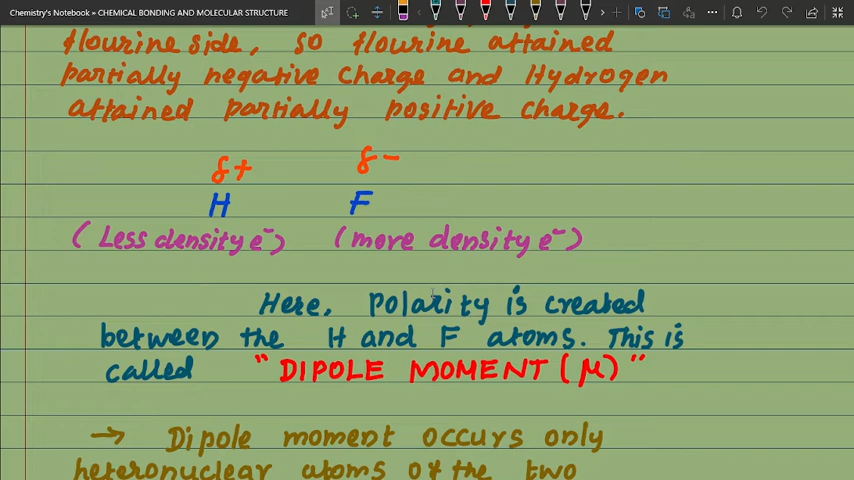 Chemistry's Notebook » CHEMICAL BONDING AND MOLECULAR STRUCTURE
flourine side, so flourine attained
partially negative charge and Hydrogen
attained partially positive charge.
δ+ δ-
H F
(Less density e⁻) (more density e⁻)
Here, Polarity is created
between the H and F atoms. This is
called "DIPOLE MOMENT (μ)"
→ Dipole moment occurs only
heteronuclear atoms of the two